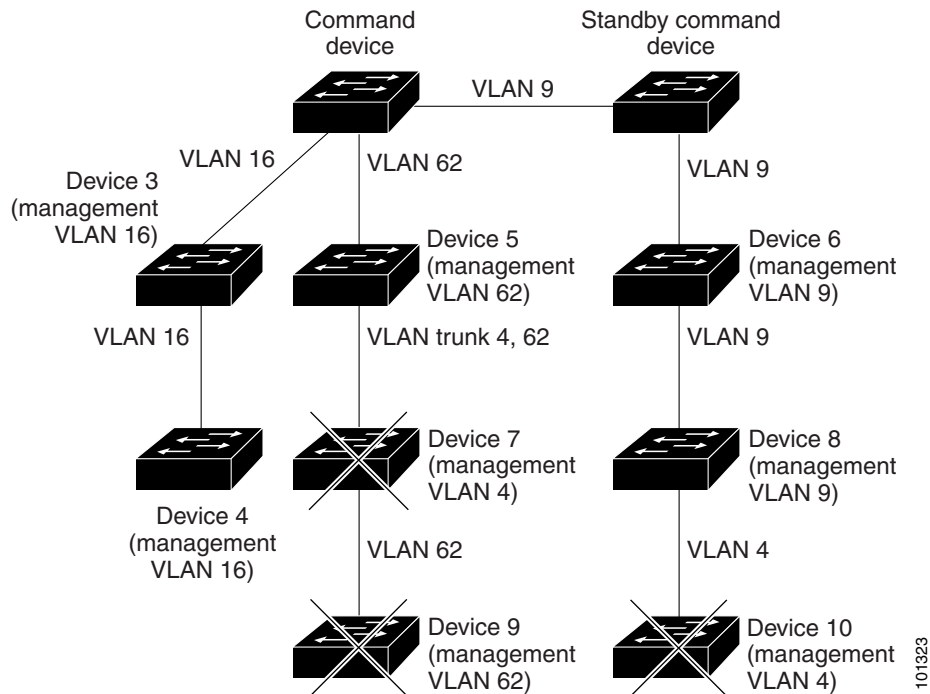 Command
device
Standby command
device
VLAN 9
VLAN 16
VLAN 62
VLAN 9
Device 3
(management
VLAN 16)
Device 5
(management
VLAN 62)
Device 6
(management
VLAN 9)
VLAN 16
VLAN trunk 4, 62
VLAN 9
Device 7
(management
VLAN 4)
Device 8
(management
VLAN 9)
Device 4
(management
VLAN 16)
VLAN 62
VLAN 4
Device 9
(management
VLAN 62)
Device 10
(management
VLAN 4)
101323